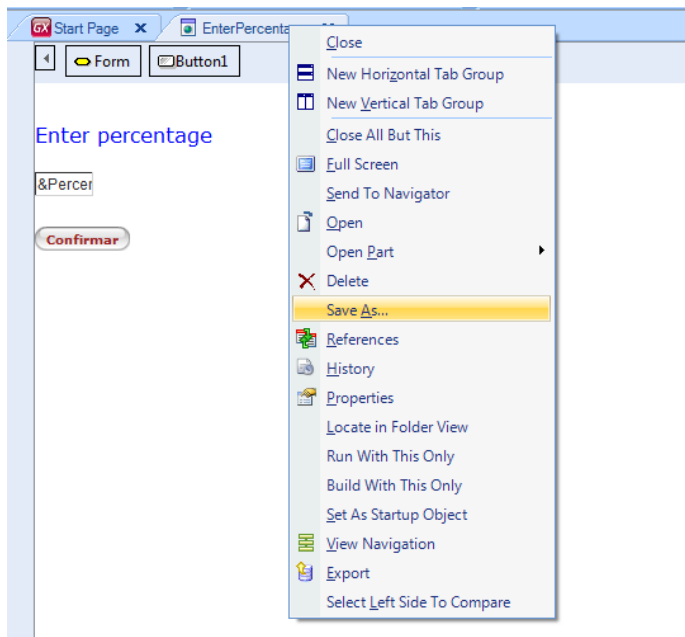 GX Start Page x EnterPercenta
Form Button1
Enter percentage
&Percer
Confirmar
Close
New Horizontal Tab Group
New Vertical Tab Group
Close All But This
Full Screen
Send To Navigator
Open
Open Part
Delete
Save As...
References
History
Properties
Locate in Folder View
Run With This Only
Build With This Only
Set As Startup Object
View Navigation
Export
Select Left Side To Compare